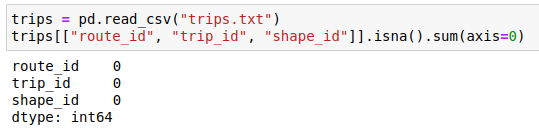 trips = pd.read_csv("trips.txt")
trips[["route_id", "trip_id", "shape_id"]].isna().sum(axis=0)
route_id    0
trip_id     0
shape_id    0
dtype: int64